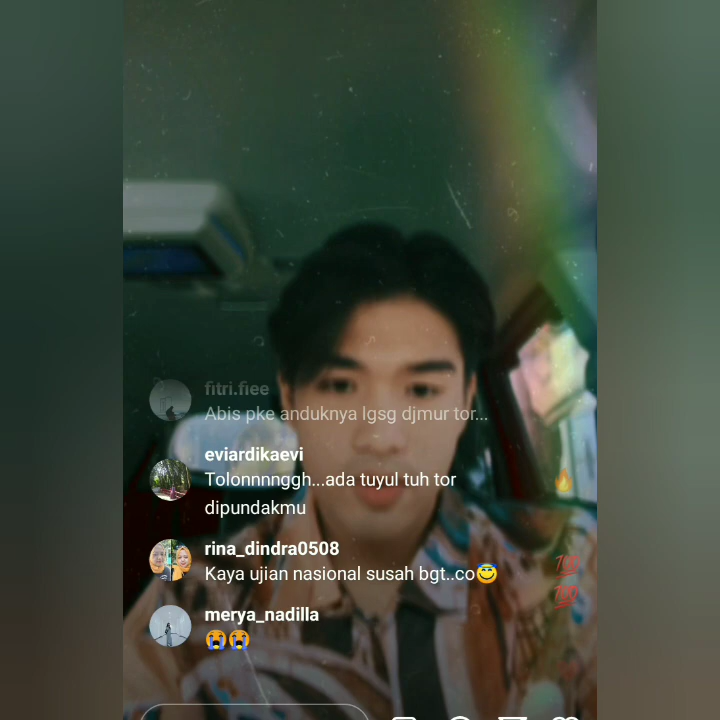 fitri.fiee
Abis pke anduknya lgsg djmur tor...
eviardikaevi
Tolonnnnggh...ada tuyul tuh tor
dipundakmu
rina_dindra0508
Kaya ujian nasional susah bgt..co😇
merya_nadilla
😭😭
💯
💯